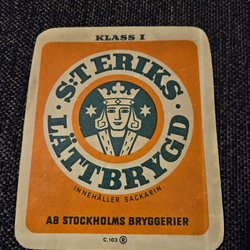 KLASS I
S:T ERIKS
LÄTTBRYGD
INNEHÅLLER SACKARIN
AB STOCKHOLMS BRYGGERIER
C. 103 R